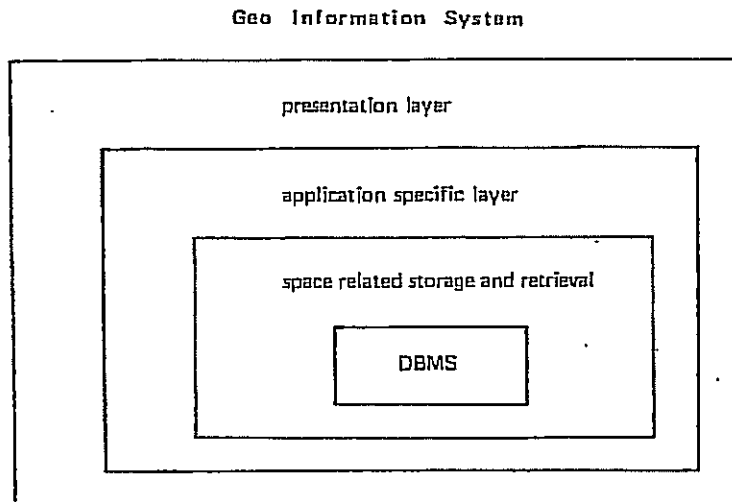 Geo Information System
presentation layer
application specific layer
space related storage and retrieval
DBMS